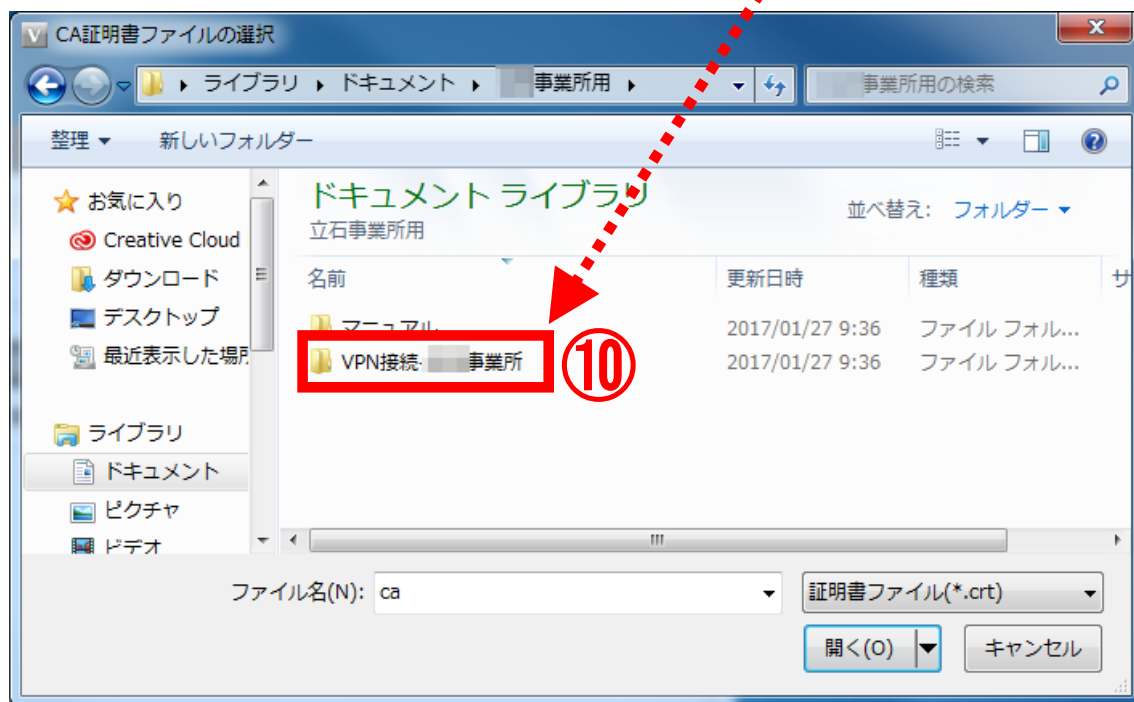 CA証明書ファイルの選択
ライブラリ ドキュメント 事業所用
事業所用の検索
整理 新しいフォルダー
お気に入り
Creative Cloud
ダウンロード
デスクトップ
最近表示した場所
ライブラリ
ドキュメント
ピクチャ
ビデオ
ドキュメント ライブラリ
立石事業所用
並べ替え: フォルダー
名前 更新日時 種類 サ
マニュアル 2017/01/27 9:36 ファイル フォル...
VPN接続- 事業所 2017/01/27 9:36 ファイル フォル...
⑩
ファイル名(N): ca
証明書ファイル(*.crt)
開く(O) キャンセル